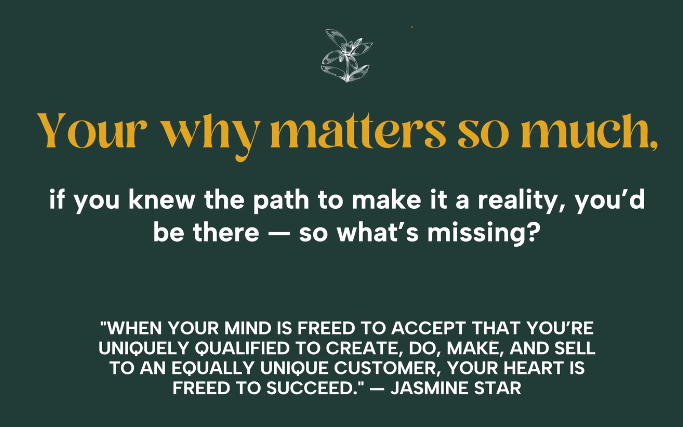 Your why matters so much,
if you knew the path to make it a reality, you’d
be there — so what’s missing?
"WHEN YOUR MIND IS FREED TO ACCEPT THAT YOU’RE
UNIQUELY QUALIFIED TO CREATE, DO, MAKE, AND SELL
TO AN EQUALLY UNIQUE CUSTOMER, YOUR HEART IS
FREED TO SUCCEED." — JASMINE STAR